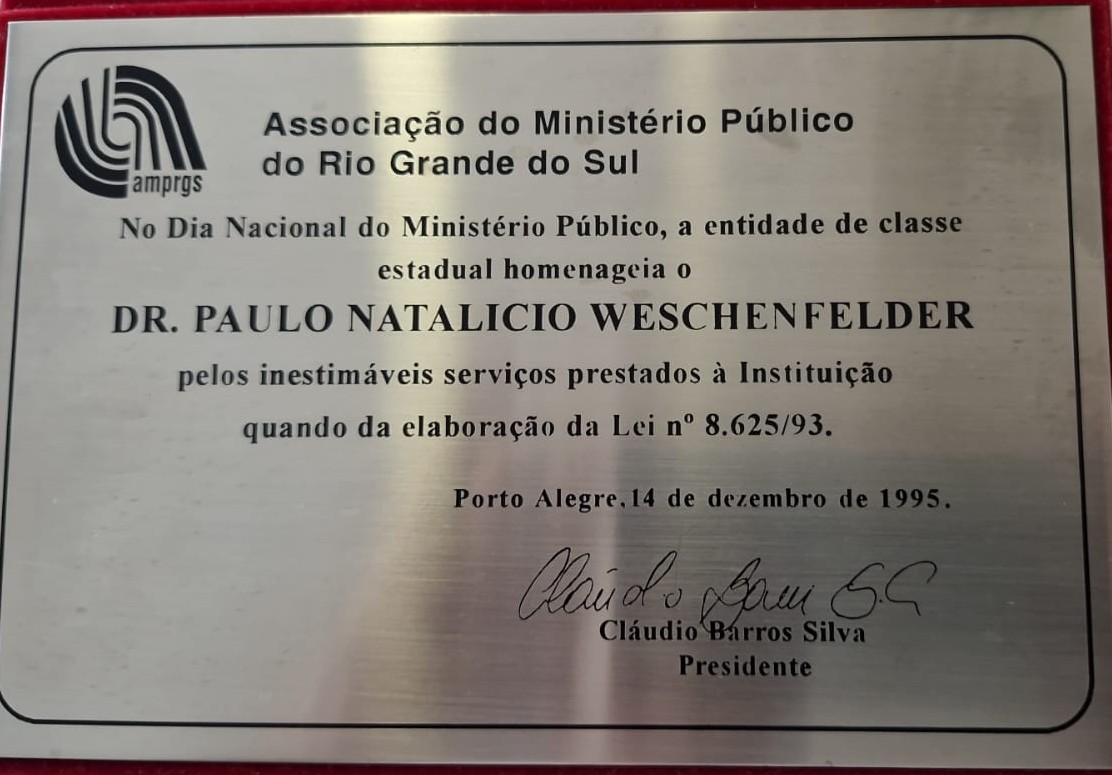 amprgs
Associação do Ministério Público
do Rio Grande do Sul
No Dia Nacional do Ministério Público, a entidade de classe
estadual homenageia o
DR. PAULO NATALICIO WESCHENFELDER
pelos inestimáveis serviços prestados à Instituição
quando da elaboração da Lei nº 8.625/93.
Porto Alegre,14 de dezembro de 1995.
Cláudio Barros Silva
Presidente